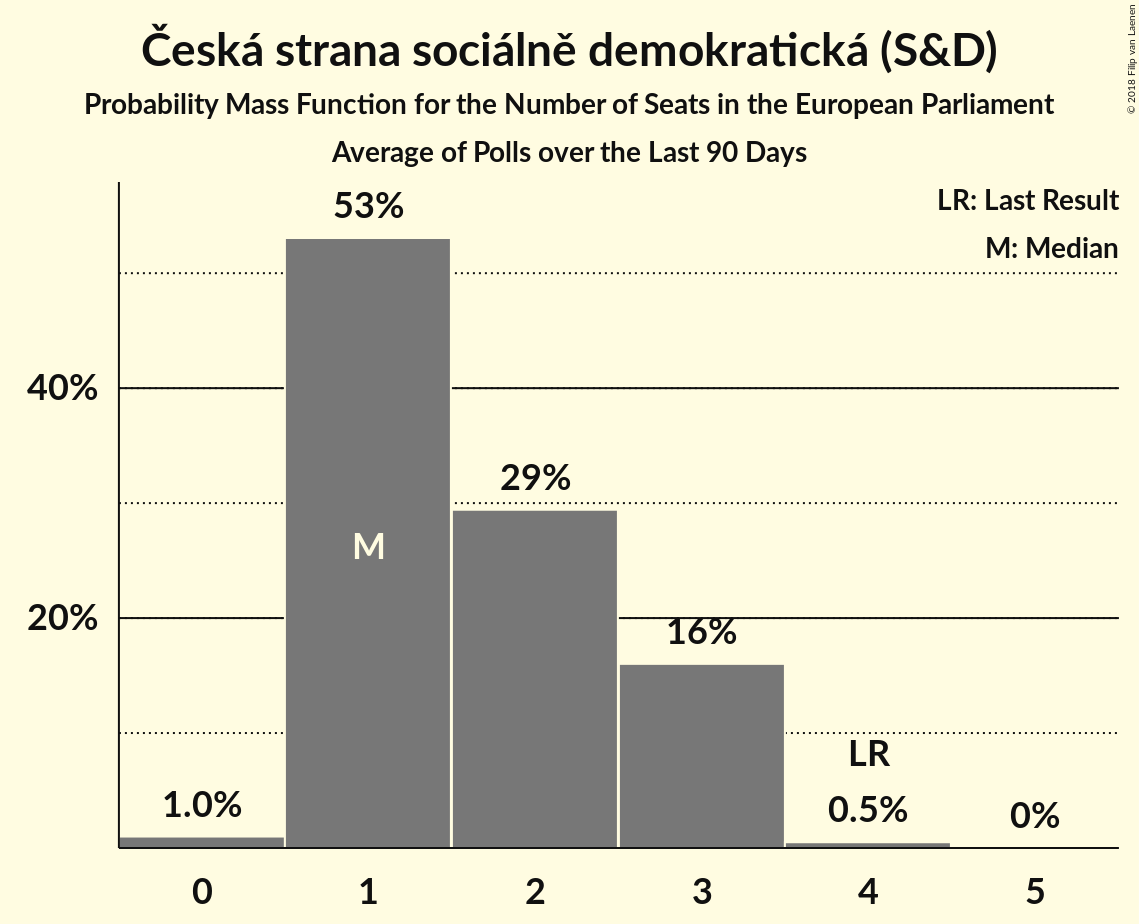 Česká strana sociálně demokratická (S&D)
Probability Mass Function for the Number of Seats in the European Parliament
Average of Polls over the Last 90 Days
© 2018 Filip van Laenen
LR: Last Result
M: Median
53%
40%
29%
M
20%
16%
LR
1.0%
0.5%
0%
0 1 2 3 4 5